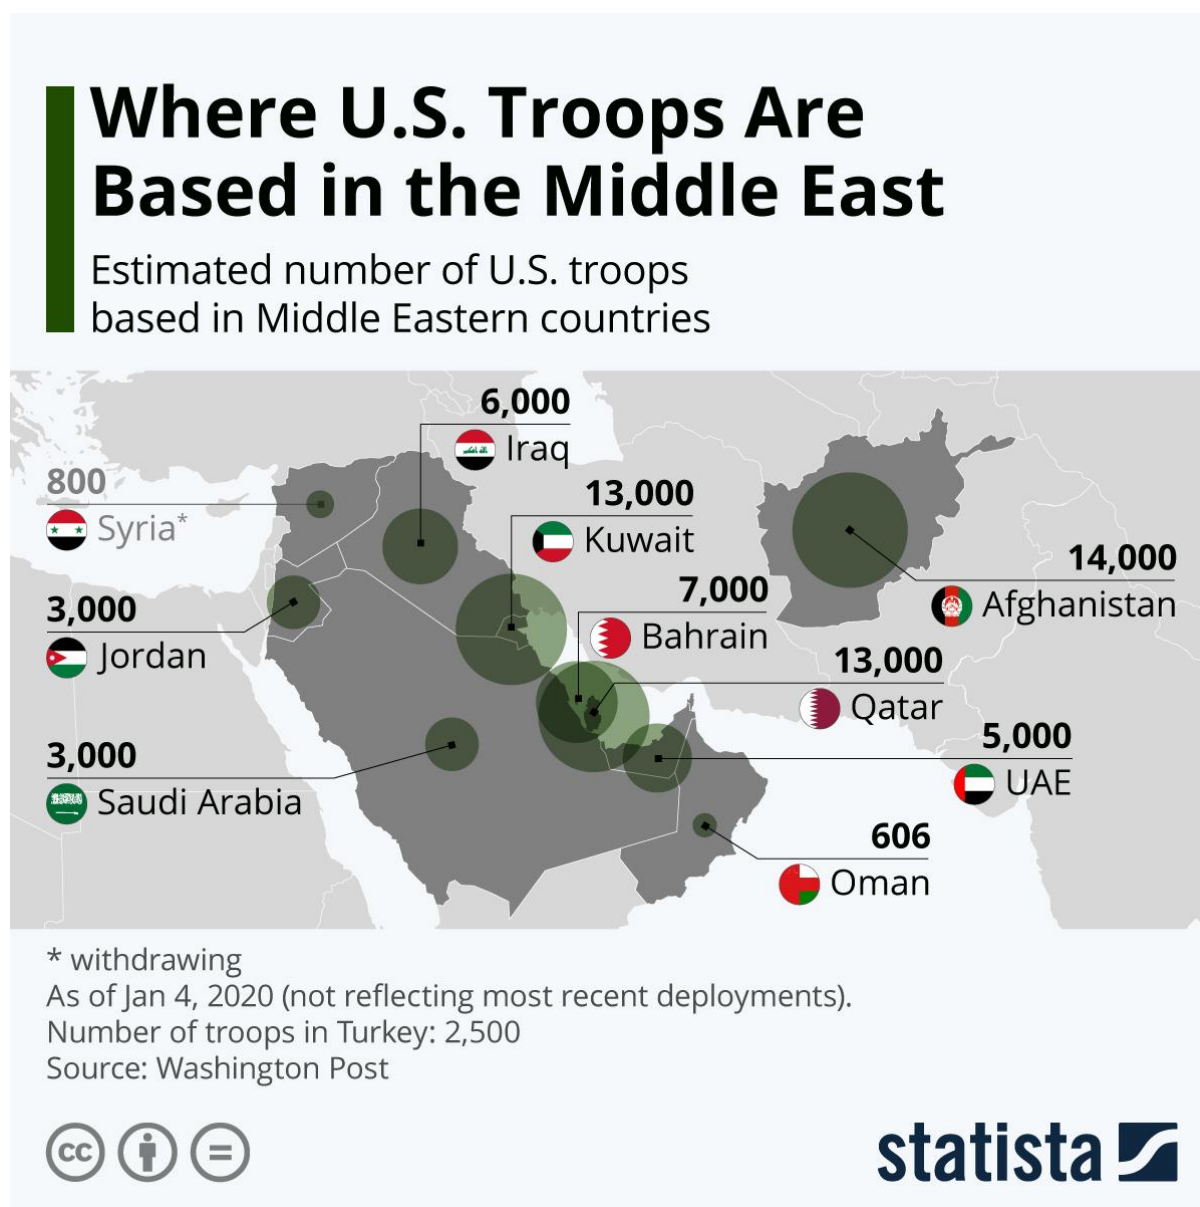 Where U.S. Troops Are
Based in the Middle East
Estimated number of U.S. troops
based in Middle Eastern countries
6,000
Iraq
800
Syria*
13,000
Kuwait
14,000
Afghanistan
7,000
Bahrain
3,000
Jordan
13,000
Qatar
5,000
UAE
3,000
Saudi Arabia
606
Oman
* withdrawing
As of Jan 4, 2020 (not reflecting most recent deployments).
Number of troops in Turkey: 2,500
Source: Washington Post
cc
statista